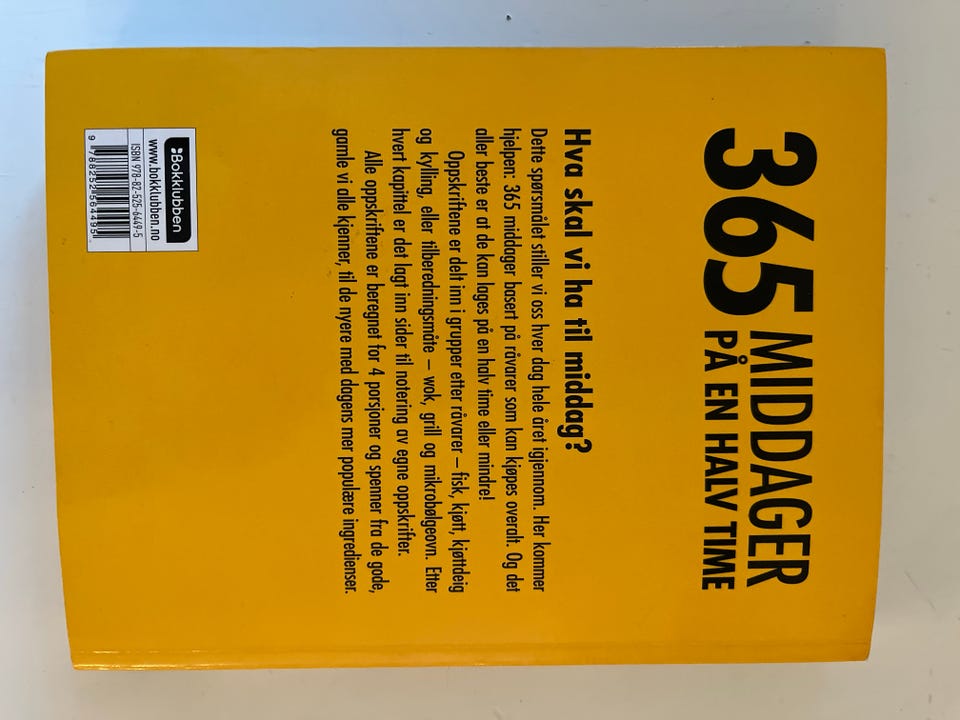 365 MIDDAGER
PÅ EN HALV TIME
Hva skal vi ha til middag?
Dette spørsmålet stiller vi oss hver dag hele året igjennom. Her kommer
hjelpen: 365 middager basert på råvarer som kan kjøpes overalt. Og det
aller beste er at de kan lages på en halv time eller mindre!
Oppskriftene er delt inn i grupper etter råvarer – fisk, kjøtt, kjøttdeig
og kylling, eller tilberedningsmåte – wok, grill og mikrobølgeovn. Etter
hvert kapittel er det lagt inn sider til notering av egne oppskrifter.
Alle oppskriftene er beregnet for 4 porsjoner og spenner fra de gode,
gamle vi alle kjenner, til de nyere med dagens mer populære ingredienser.
Bokklubben
www.bokklubben.no
ISBN 978-82-525-6449-5
9 788252 564495